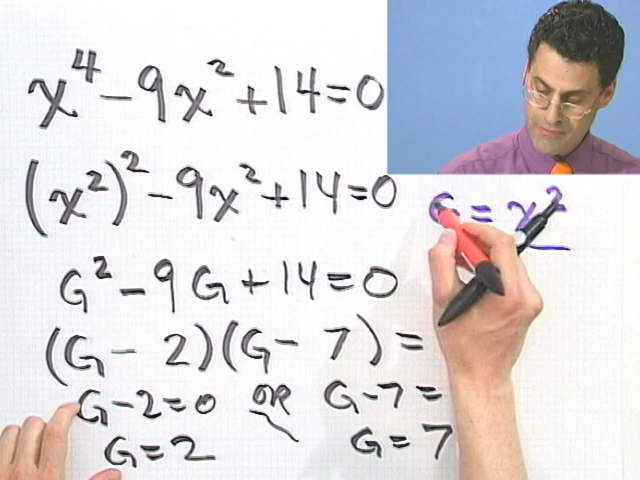 x⁴ - 9x² + 14 = 0
(x²)² - 9x² + 14 = 0
G = x²
G² - 9G + 14 = 0
(G - 2)(G - 7) =
G - 2 = 0 OR G - 7 =
G = 2 G = 7